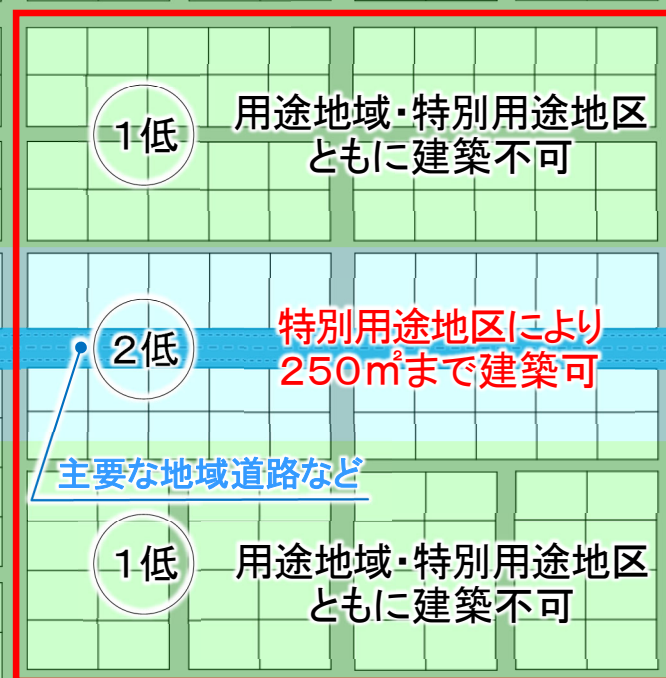 1低
用途地域・特別用途地区
ともに建築不可
2低
特別用途地区により
250㎡まで建築可
主要な地域道路など
1低
用途地域・特別用途地区
ともに建築不可